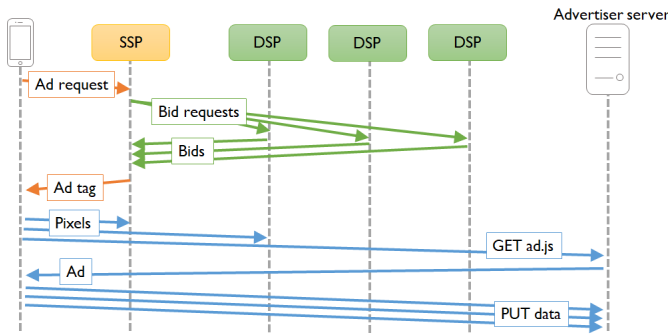 Advertiser server
SSP
DSP
DSP
DSP
Ad request
Bid requests
Bids
Ad tag
Pixels
GET ad.js
Ad
PUT data